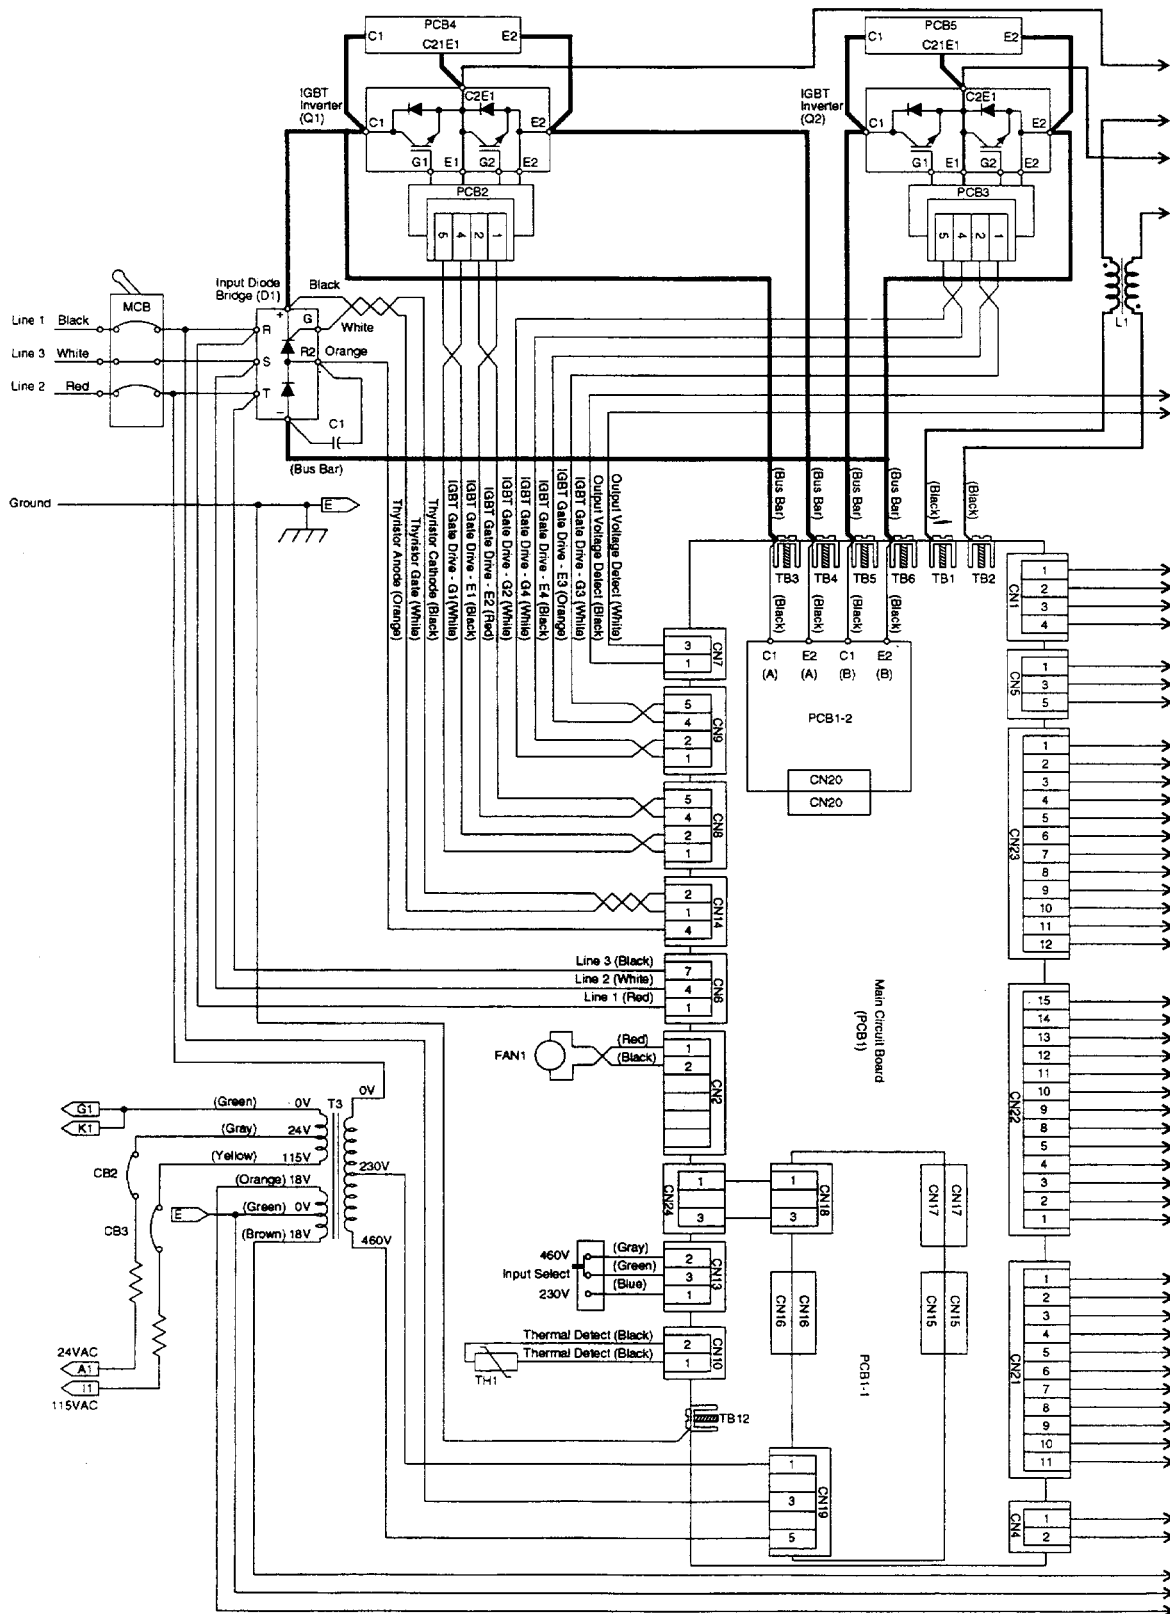 PCB4
C1
E2
C21E1
PCB5
C1
E2
C21E1
IGBT
Inverter
(Q1)
C2E1
C1
E2
G1
E1
G2
E2
PCB2
5
4
2
1
IGBT
Inverter
(Q2)
C2E1
C1
E2
G1
E1
G2
E2
PCB3
5
4
2
1
L1
Input Diode
Bridge (D1)
Black
White
Orange
MCB
Line 1 Black
Line 3 White
Line 2 Red
+
R
S
T
–
G
R2
C1
(Bus Bar)
Ground
E
Thyristor Anode (Orange)
Thyristor Gate (White)
Thyristor Cathode (Black)
IGBT Gate Drive - G1(White)
IGBT Gate Drive - E1 (Black)
IGBT Gate Drive - E2 (Red)
IGBT Gate Drive - G2 (White)
IGBT Gate Drive - G4 (White)
IGBT Gate Drive - E4 (Black)
IGBT Gate Drive - E3 (Orange)
IGBT Gate Drive - G3 (White)
Output Voltage Detect (Black)
Output Voltage Detect (White)
(Bus Bar)
(Bus Bar)
(Bus Bar)
(Bus Bar)
(Black)
(Black)
TB3
TB4
TB5
TB6
TB1
TB2
(Black)
(Black)
(Black)
(Black)
C1
E2
C1
E2
(A)
(A)
(B)
(B)
PCB1-2
CN20
CN20
CN7
3
1
CN9
5
4
2
1
CN8
5
4
2
1
CN14
2
1
4
Line 3 (Black)
Line 2 (White)
Line 1 (Red)
CN6
7
4
1
FAN1
(Red)
(Black)
CN2
1
2
Main Circuit Board
(PCB1)
CN1
1
2
3
4
CN5
1
3
5
CN23
1
2
3
4
5
6
7
8
9
10
11
12
CN22
15
14
13
12
11
10
9
8
5
4
3
2
1
CN21
1
2
3
4
5
6
7
8
9
10
11
CN4
1
2
G1
K1
(Green) 0V
(Gray) 24V
(Yellow) 115V
(Orange) 18V
(Green) 0V
(Brown) 18V
T3
0V
230V
460V
CB2
CB3
E
24VAC
A1
I1
115VAC
CN24
1
3
CN18
1
3
CN17
CN17
CN16
CN16
CN15
CN15
PCB1-1
460V
Input Select
230V
(Gray)
(Green)
(Blue)
CN13
2
3
1
Thermal Detect (Black)
Thermal Detect (Black)
TH1
CN10
2
1
TB12
CN19
1
3
5